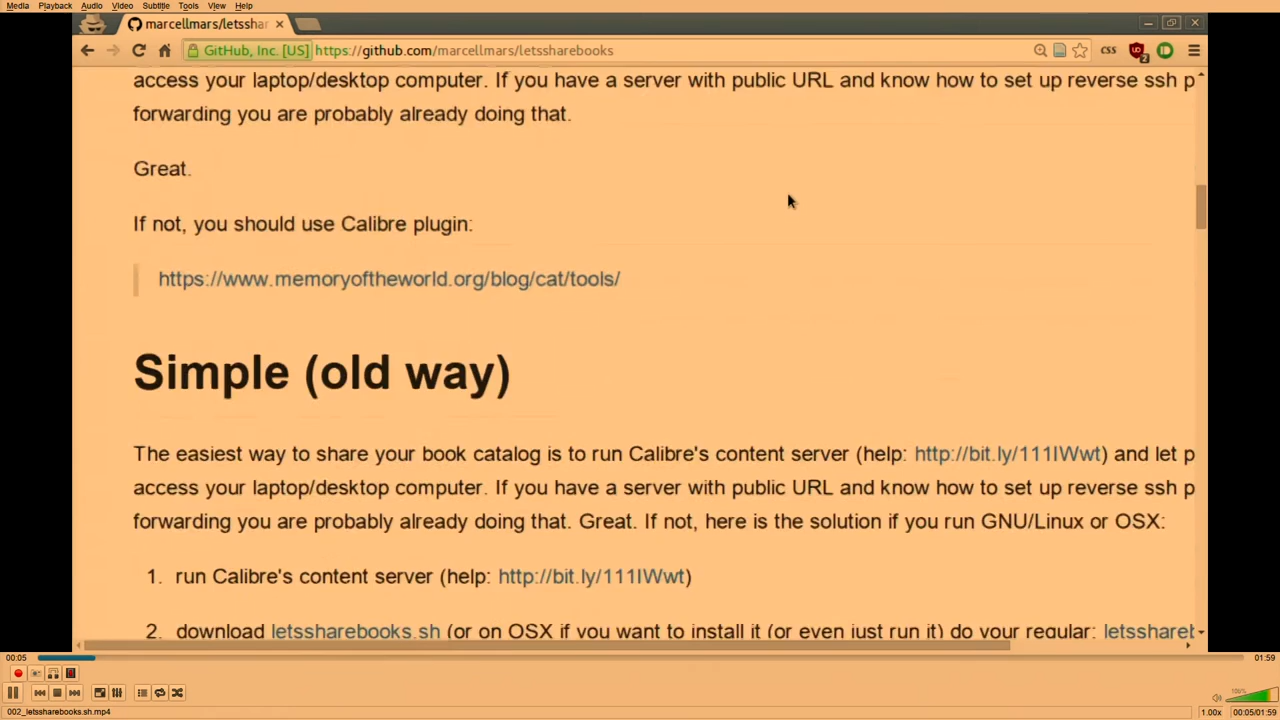 Media Playback Audio Video Subtitle Tools View Help
marcellmars/letsshar
GitHub, Inc. [US] https://github.com/marcellmars/letssharebooks
CSS
2
access your laptop/desktop computer. If you have a server with public URL and know how to set up reverse ssh p
forwarding you are probably already doing that.
Great.
If not, you should use Calibre plugin:
https://www.memoryoftheworld.org/blog/cat/tools/
Simple (old way)
The easiest way to share your book catalog is to run Calibre's content server (help: http://bit.ly/111IWwt) and let p
access your laptop/desktop computer. If you have a server with public URL and know how to set up reverse ssh p
forwarding you are probably already doing that. Great. If not, here is the solution if you run GNU/Linux or OSX:
1. run Calibre's content server (help: http://bit.ly/111IWwt)
2. download letssharebooks.sh (or on OSX if you want to install it (or even just run it) do your regular: letsshareb
00:05 01:59
100%
002_letssharebooks.sh.mp4 1.00x 00:05/01:59